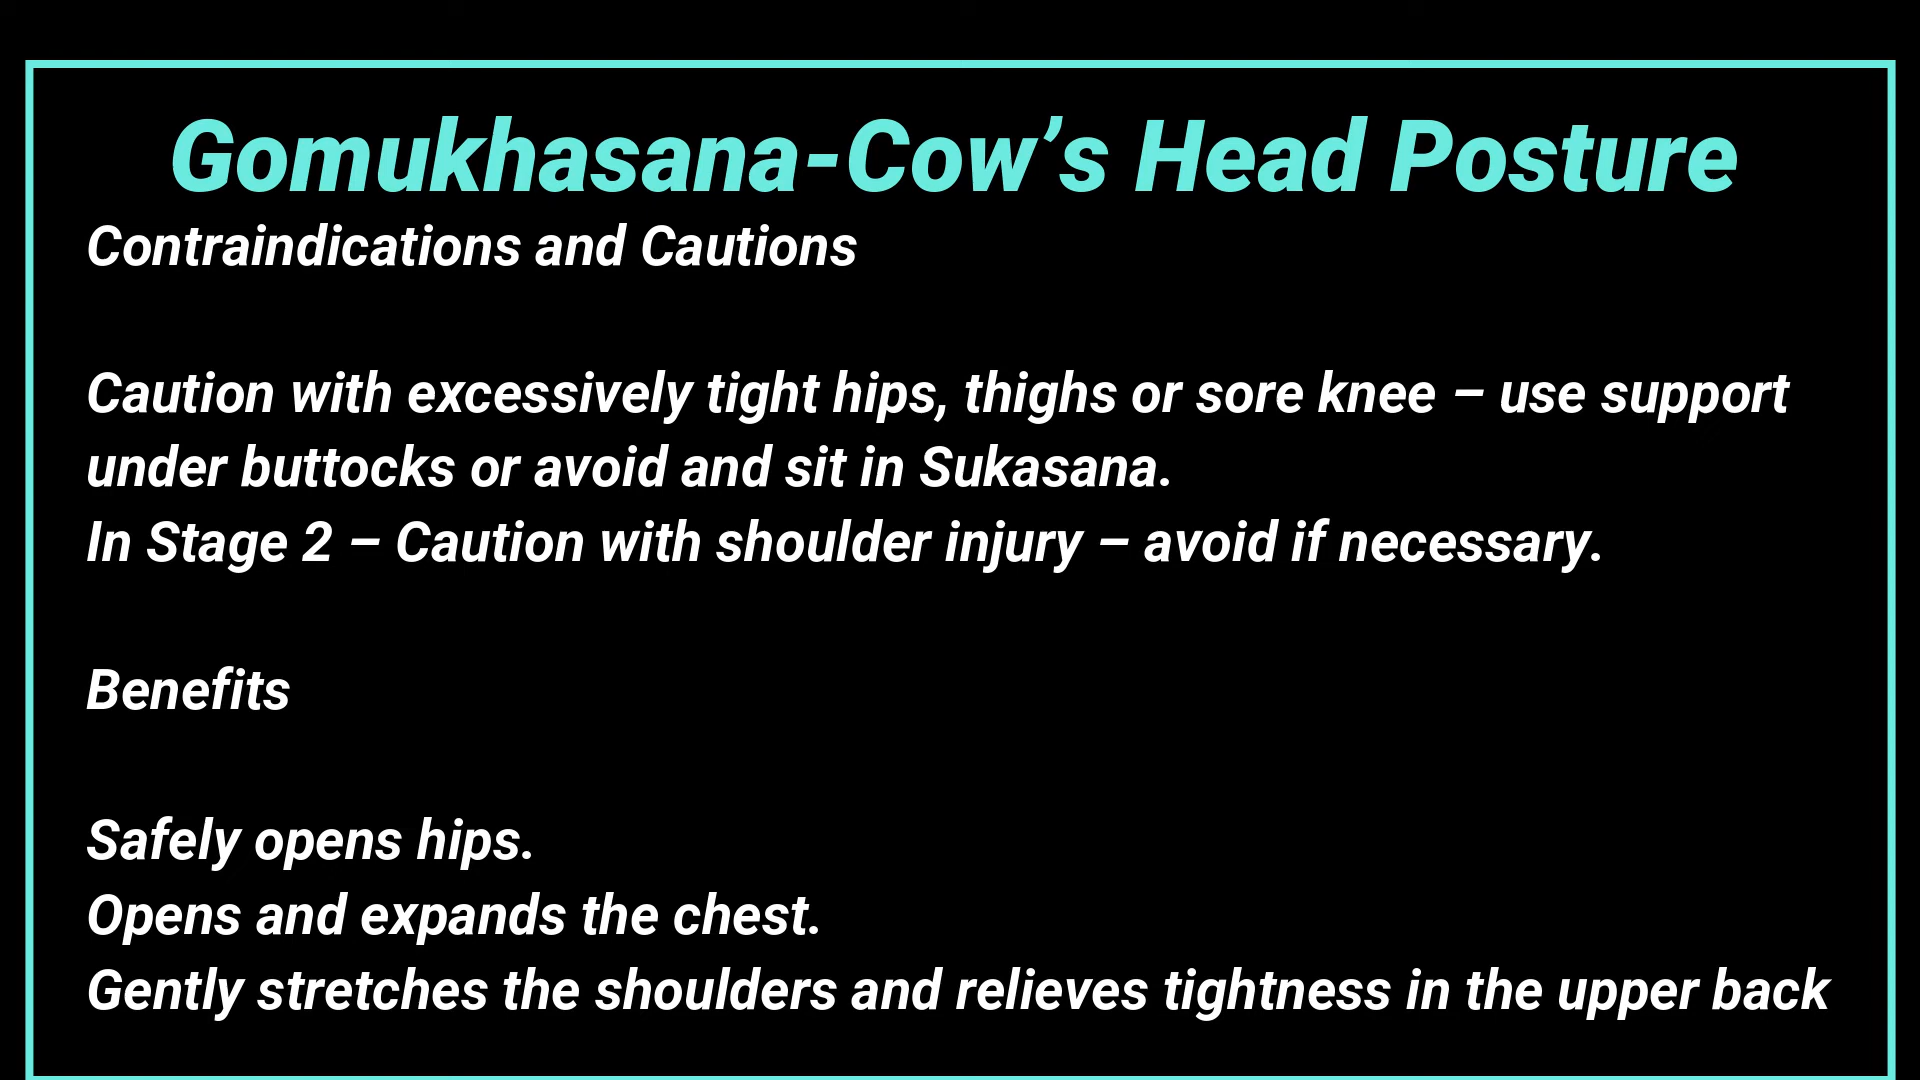 Gomukhasana-Cow’s Head Posture
Contraindications and Cautions
Caution with excessively tight hips, thighs or sore knee – use support
under buttocks or avoid and sit in Sukasana.
In Stage 2 – Caution with shoulder injury – avoid if necessary.
Benefits
Safely opens hips.
Opens and expands the chest.
Gently stretches the shoulders and relieves tightness in the upper back